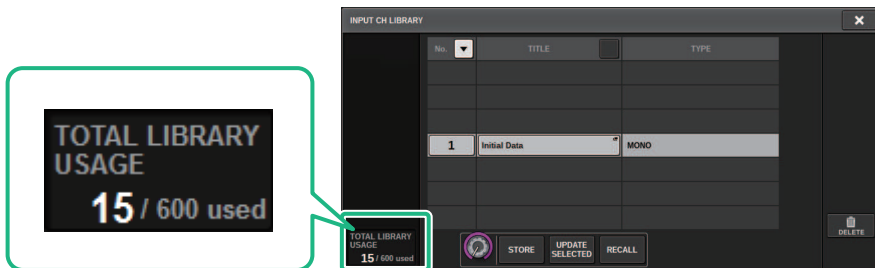 TOTAL LIBRARY
USAGE
15 / 600 used
INPUT CH LIBRARY
No. TITLE TYPE
1 Initial Data MONO
DELETE
TOTAL LIBRARY
USAGE
15 / 600 used
STORE UPDATE SELECTED RECALL